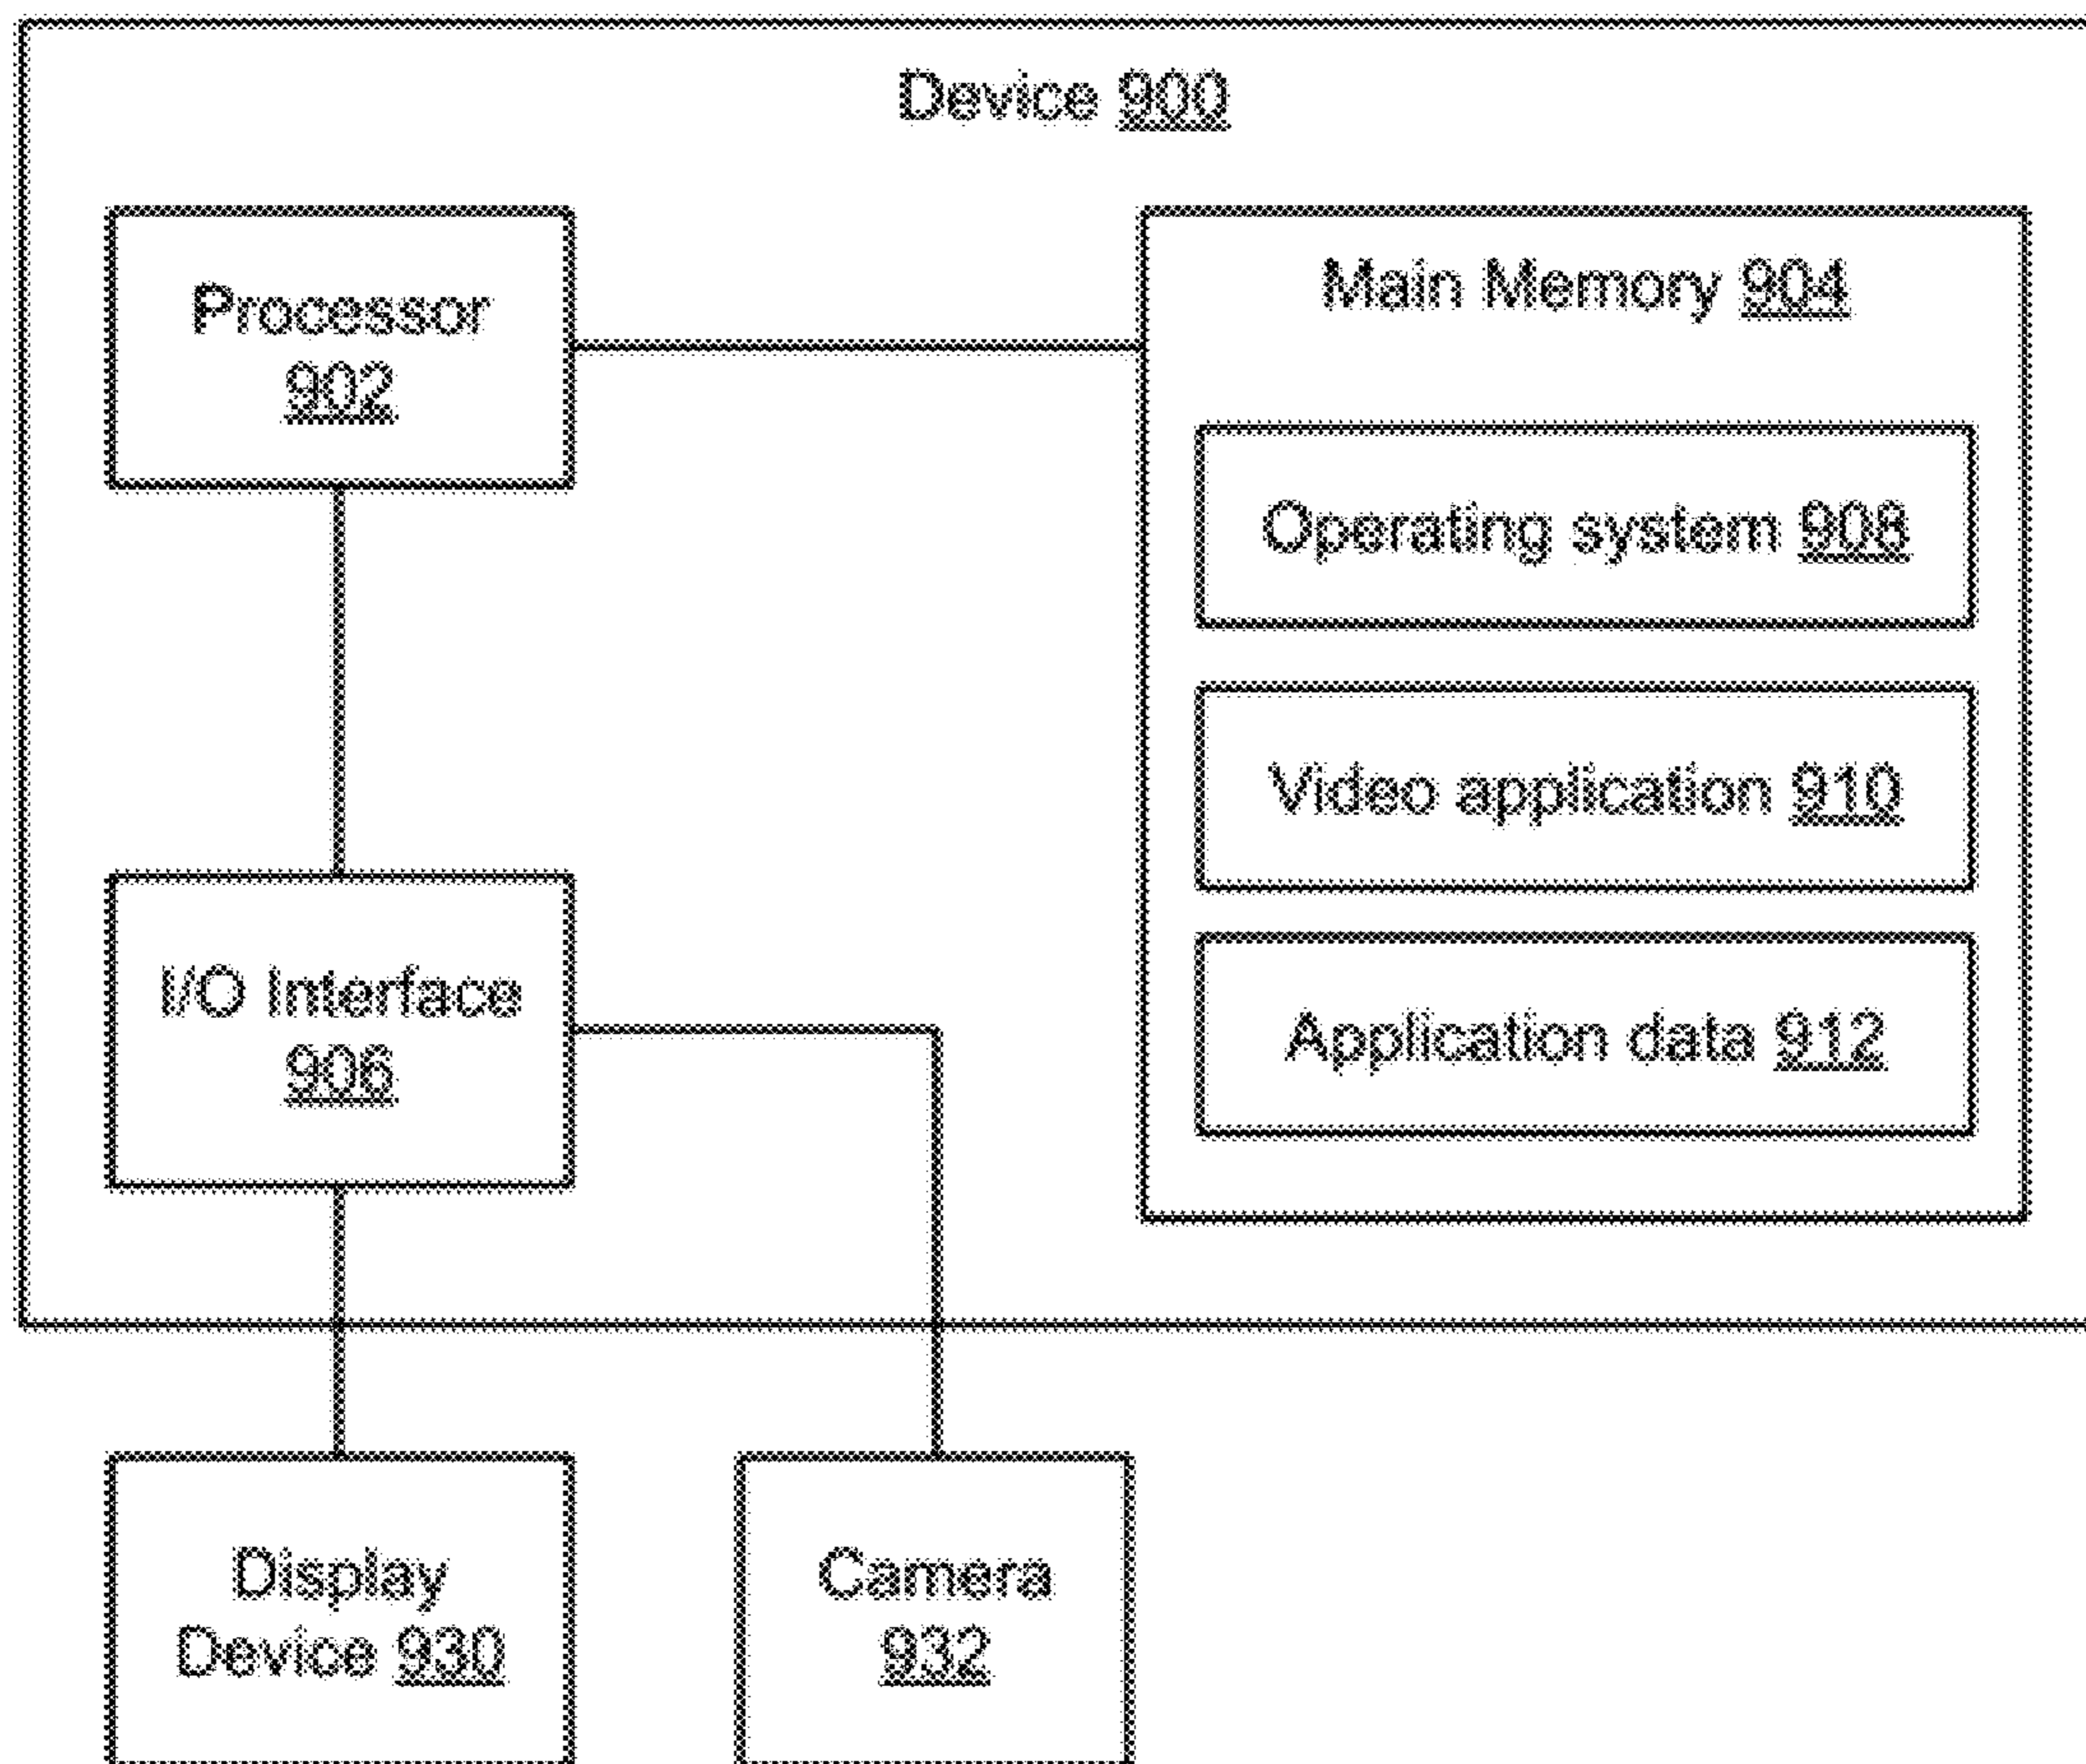 Device 900
Processor
902
Main Memory 904
Operating system 908
Video application 910
Application data 912
I/O Interface
906
Display
Device 930
Camera
932